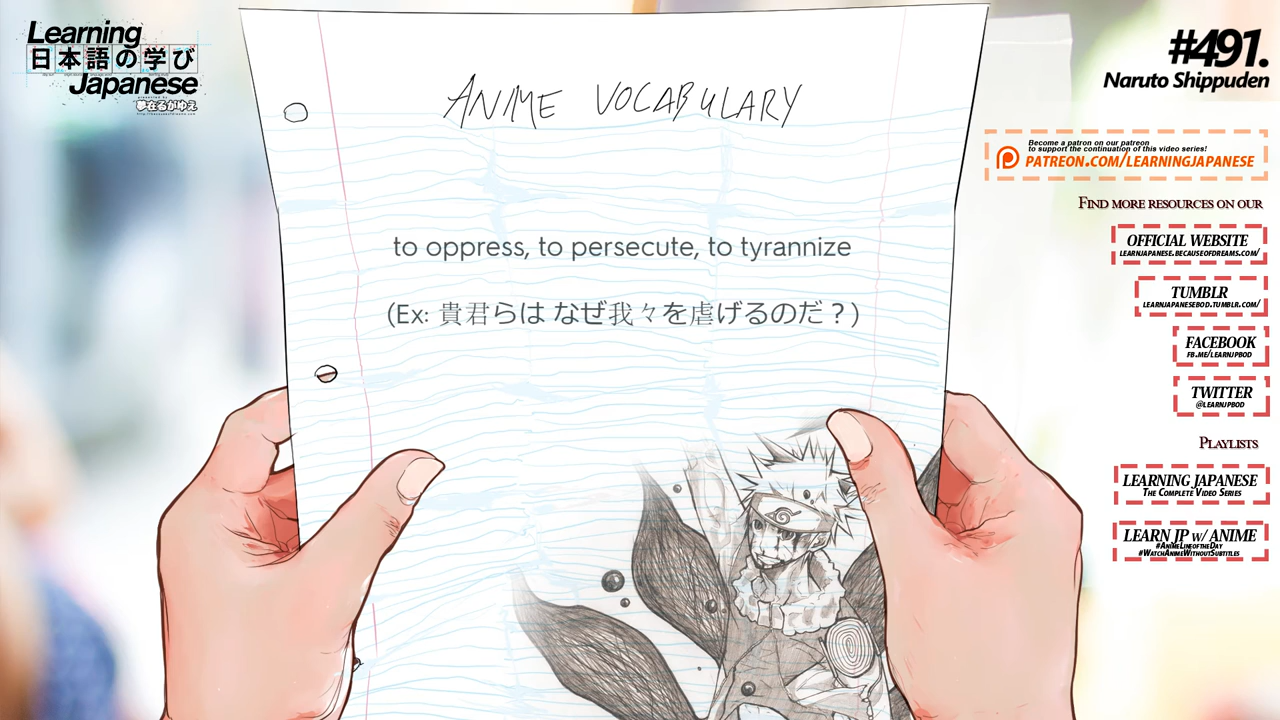 Learning
日本語の学び
Japanese
夢在るがゆえ
#491.
Naruto Shippuden
ANIME VOCABULARY
to oppress, to persecute, to tyrannize
(Ex: 貴君らは なぜ我々を虐げるのだ？)
Become a patron on our patreon
to support the continuation of this video series!
PATREON.COM/LEARNINGJAPANESE
FIND MORE RESOURCES ON OUR
OFFICIAL WEBSITE
LEARNJAPANESE.BECAUSEOFDREAMS.COM/
TUMBLR
LEARNJAPANESEBOD.TUMBLR.COM/
FACEBOOK
FB.ME/LEARNJPBOD
TWITTER
@LEARNJPBOD
PLAYLISTS
LEARNING JAPANESE
THE COMPLETE VIDEO SERIES
LEARN JP W/ ANIME
#ANIMELINEOFTHEDAY
#WATCHANIMEWITHOUTSUBTITLES